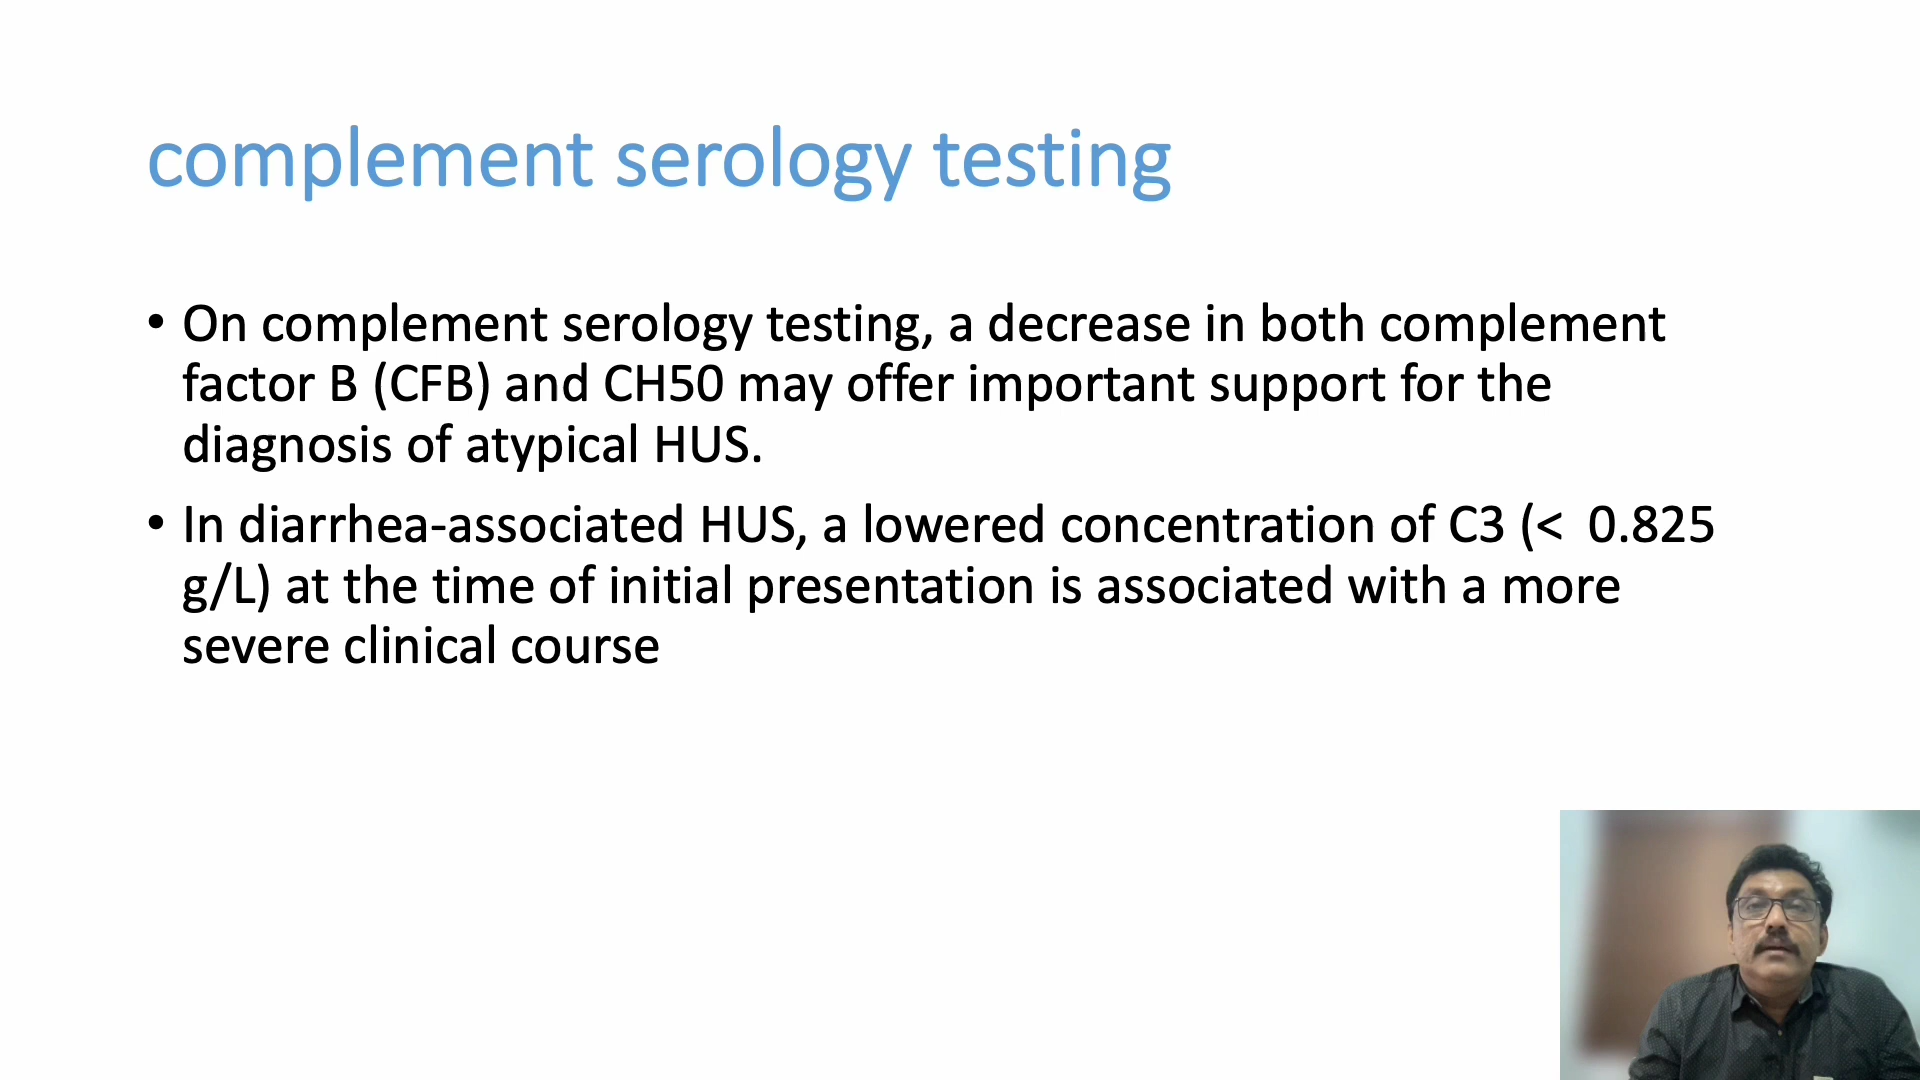 complement serology testing
• On complement serology testing, a decrease in both complement
factor B (CFB) and CH50 may offer important support for the
diagnosis of atypical HUS.
• In diarrhea-associated HUS, a lowered concentration of C3 (< 0.825
g/L) at the time of initial presentation is associated with a more
severe clinical course